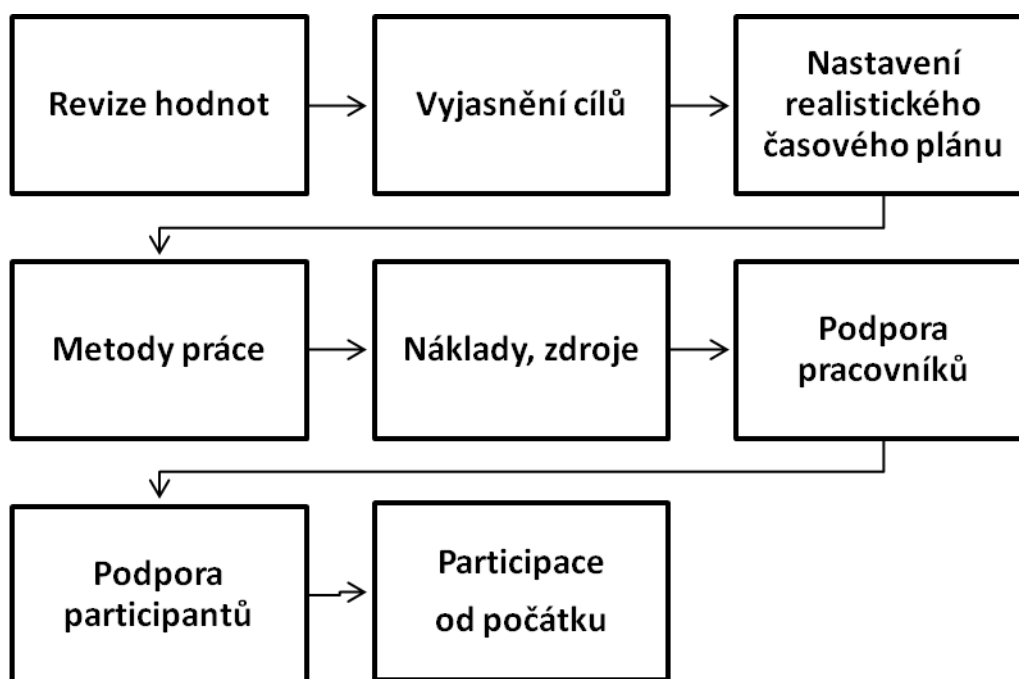 Revize hodnot
Vyjasnění cílů
Nastavení
realistického
časového plánu
Metody práce
Náklady, zdroje
Podpora
pracovníků
Podpora
participantů
Participace
od počátku